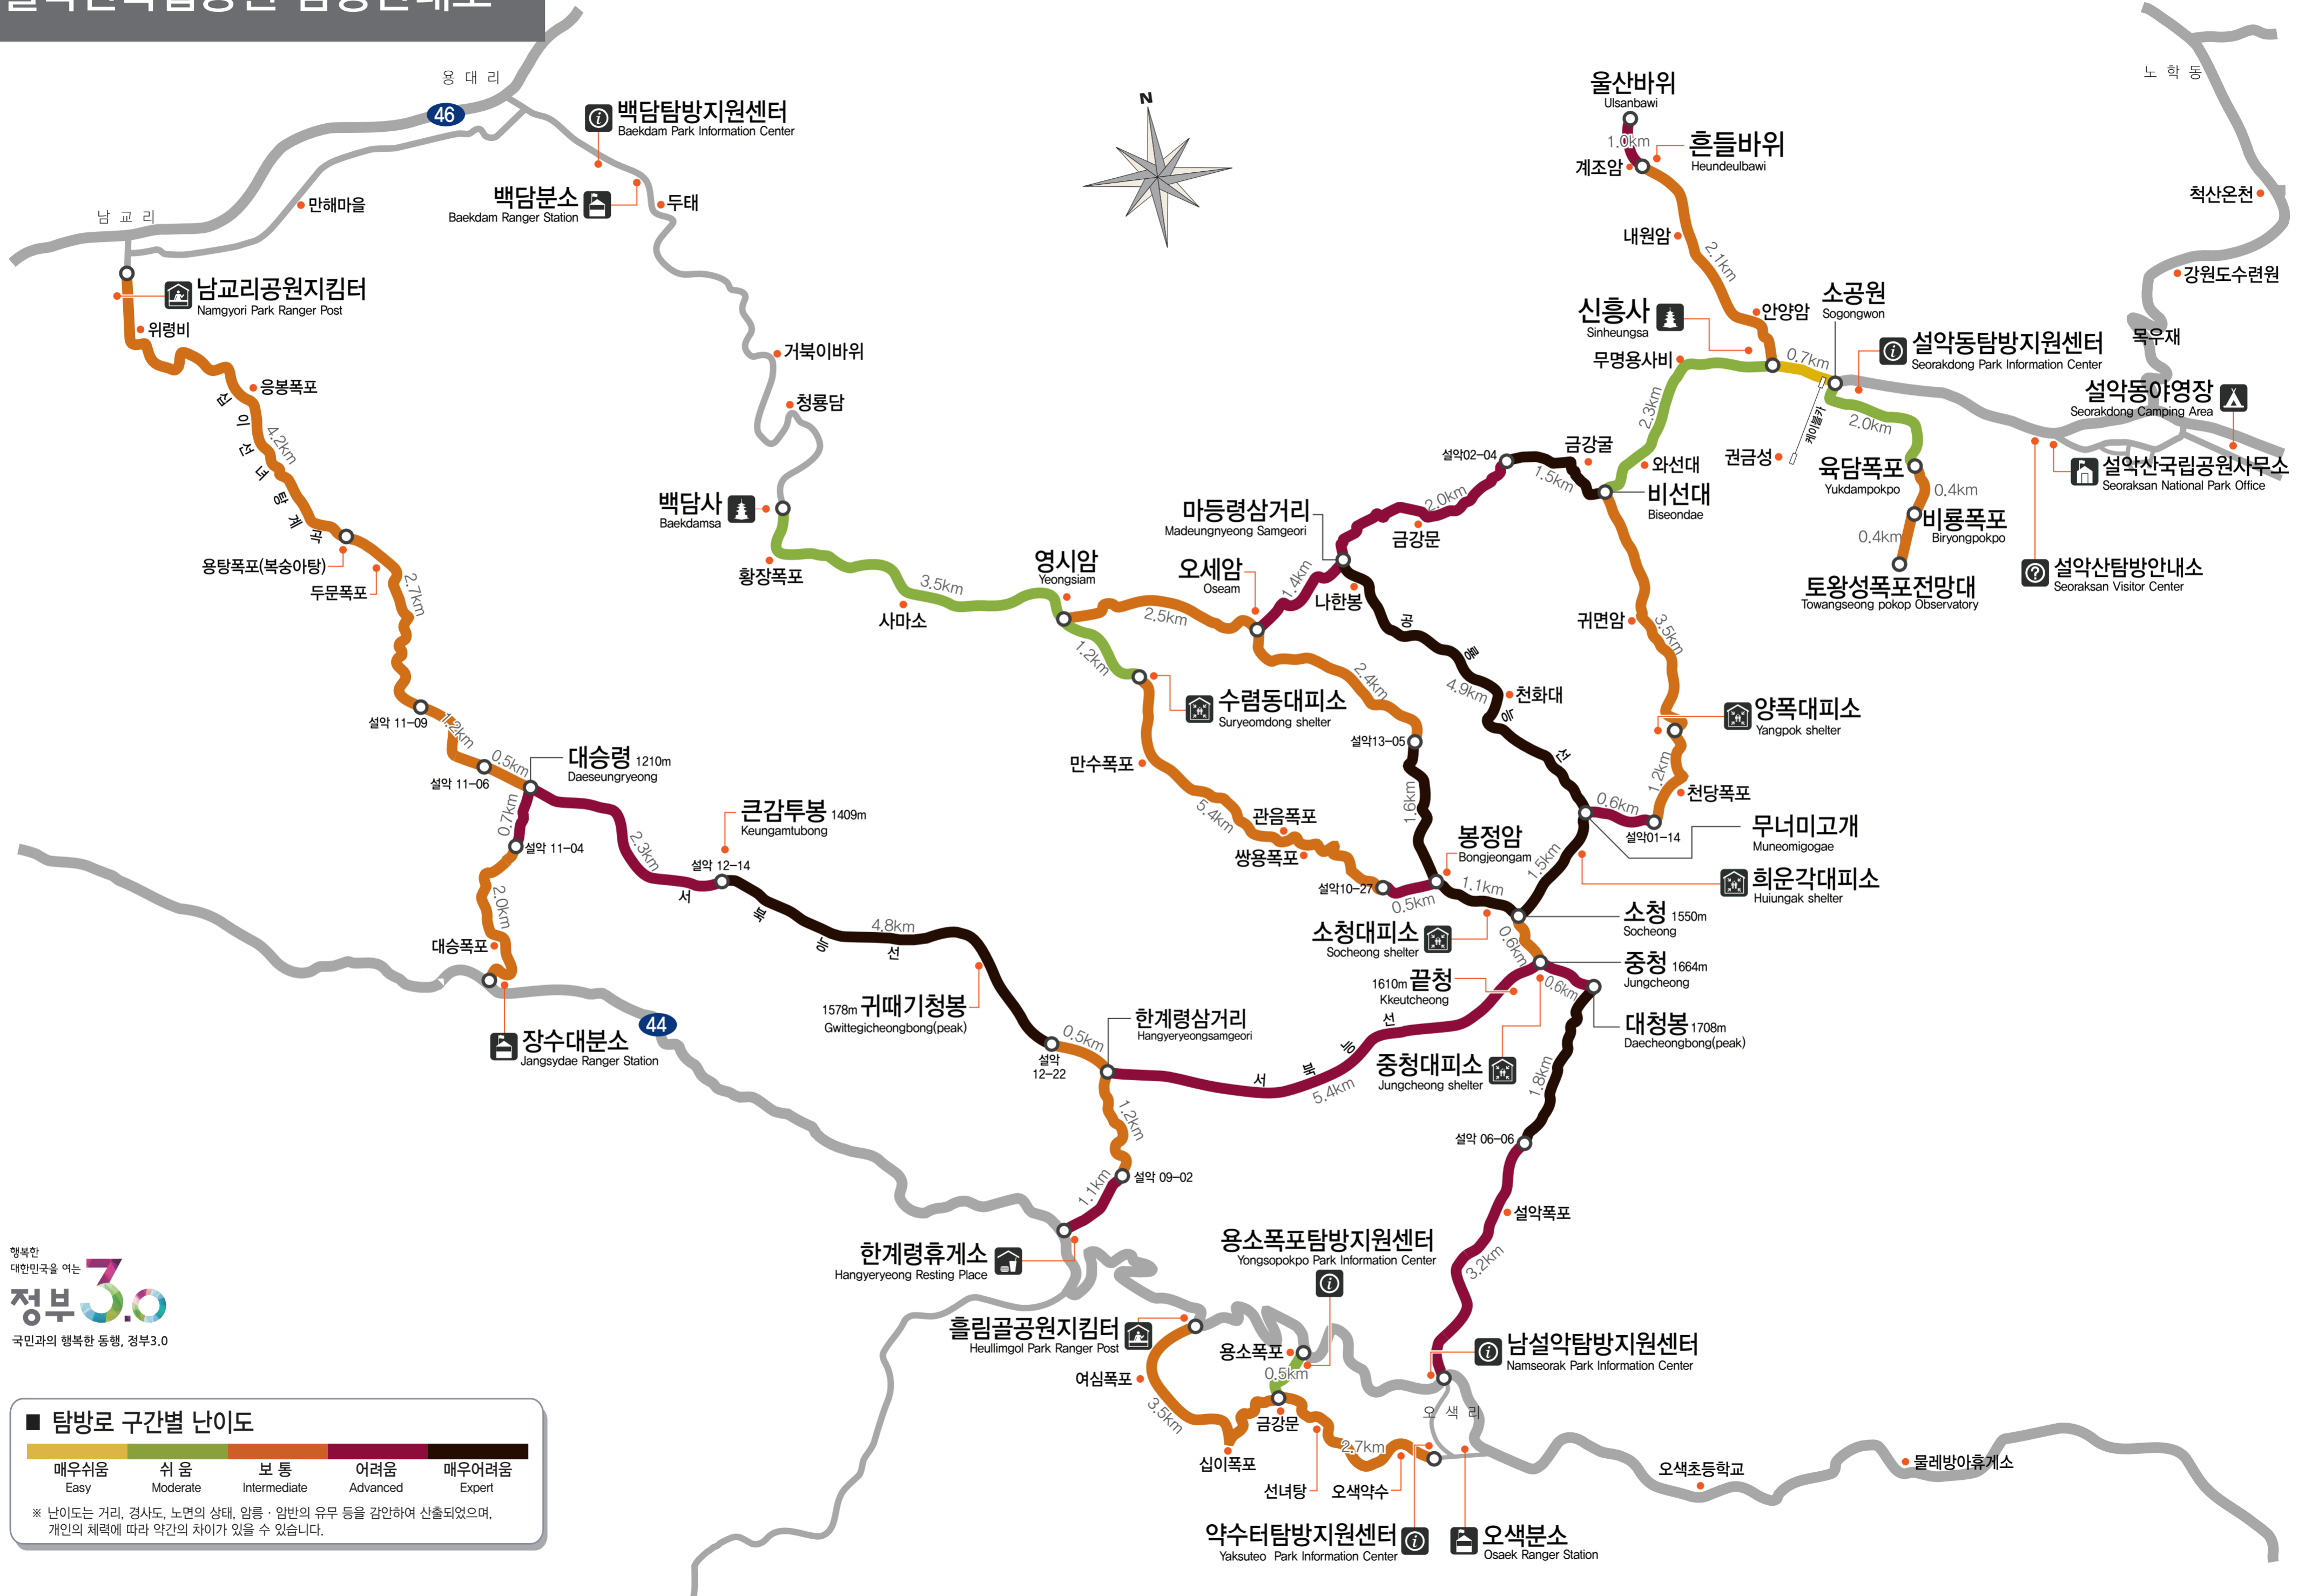 용 대 리
노 학 동
46
백담탐방지원센터
Baekdam Park Information Center
N
울산바위
Ulsanbawi
1.0km
흔들바위
Heundeulbawi
계조암
백담분소
Baekdam Ranger Station
두태
만해마을
남 교 리
척산온천
내원암
2.1km
강원도수련원
남교리공원지킴터
Namgyori Park Ranger Post
위령비
신흥사
Sinheungsa
안양암
소공원
Sogongwon
목우재
거북이바위
무명용사비
0.7km
설악동탐방지원센터
Seorakdong Park Information Center
설악동야영장
Seorakdong Camping Area
응봉폭포
청룡담
2.3km
케이블카
2.0km
십 이 선 녀 탕 계 곡
4.2km
설악02-04
금강굴
1.5km
와선대
권금성
육담폭포
Yukdampokpo
설악산국립공원사무소
Seoraksan National Park Office
백담사
Baekdamsa
마등령삼거리
Madeungnyeong Samgeori
2.0km
금강문
비선대
Biseondae
0.4km
비룡폭포
Biryongpokpo
0.4km
용탕폭포(복숭아탕)
두문폭포
2.7km
황장폭포
3.5km
사마소
영시암
Yeongsiam
오세암
Oseam
1.4km
나한봉
토왕성폭포전망대
Towangseong pokop Observatory
설악산탐방안내소
Seoraksan Visitor Center
2.5km
1.2km
공 룡 능 선
귀면암
3.5km
2.4km
4.9km
천화대
수렴동대피소
Suryeomdong shelter
양폭대피소
Yangpok shelter
설악 11-09
1.2km
설악13-05
만수폭포
0.5km
설악 11-06
대승령 1210m
Daeseungryeong
1.6km
1.2km
천당폭포
0.6km
설악01-14
0.7km
설악 11-04
큰감투봉 1409m
Keungamtubong
2.3km
설악 12-14
5.4km
관음폭포
쌍용폭포
봉정암
Bongjeongam
무너미고개
Muneomigogae
설악10-27
0.5km
1.1km
1.5km
희운각대피소
Huiungak shelter
2.0km
서 북 능 선
4.8km
대승폭포
소청 1550m
Socheong
소청대피소
Socheong shelter
0.6km
중청 1664m
Jungcheong
1578m 귀때기청봉
Gwittegicheongbong(peak)
1610m 끝청
Kkeutcheong
0.6km
44
장수대분소
Jangsydae Ranger Station
한계령삼거리
Hangyeryeongsamgeori
0.5km
설악
12-22
대청봉 1708m
Daecheongbong(peak)
서 북 능 선
5.4km
중청대피소
Jungcheong shelter
1.8km
1.2km
설악 06-06
설악 09-02
1.1km
설악폭포
한계령휴게소
Hangyeryeong Resting Place
용소폭포탐방지원센터
Yongsopokpo Park Information Center
3.2km
행복한
대한민국을 여는
정부3.0
국민과의 행복한 동행, 정부3.0
흘림골공원지킴터
Heullimgol Park Ranger Post
용소폭포
0.5km
남설악탐방지원센터
Namseorak Park Information Center
여심폭포
3.5km
금강문
오 색 리
2.7km
십이폭포
선녀탕
오색약수
오색초등학교
물레방아휴게소
약수터탐방지원센터
Yaksuteo Park Information Center
오색분소
Osaek Ranger Station
■ 탐방로 구간별 난이도
매우쉬움 쉬 움 보 통 어려움 매우어려움
Easy Moderate Intermediate Advanced Expert
※ 난이도는 거리, 경사도, 노면의 상태, 암릉 · 암반의 유무 등을 감안하여 산출되었으며,
개인의 체력에 따라 약간의 차이가 있을 수 있습니다.